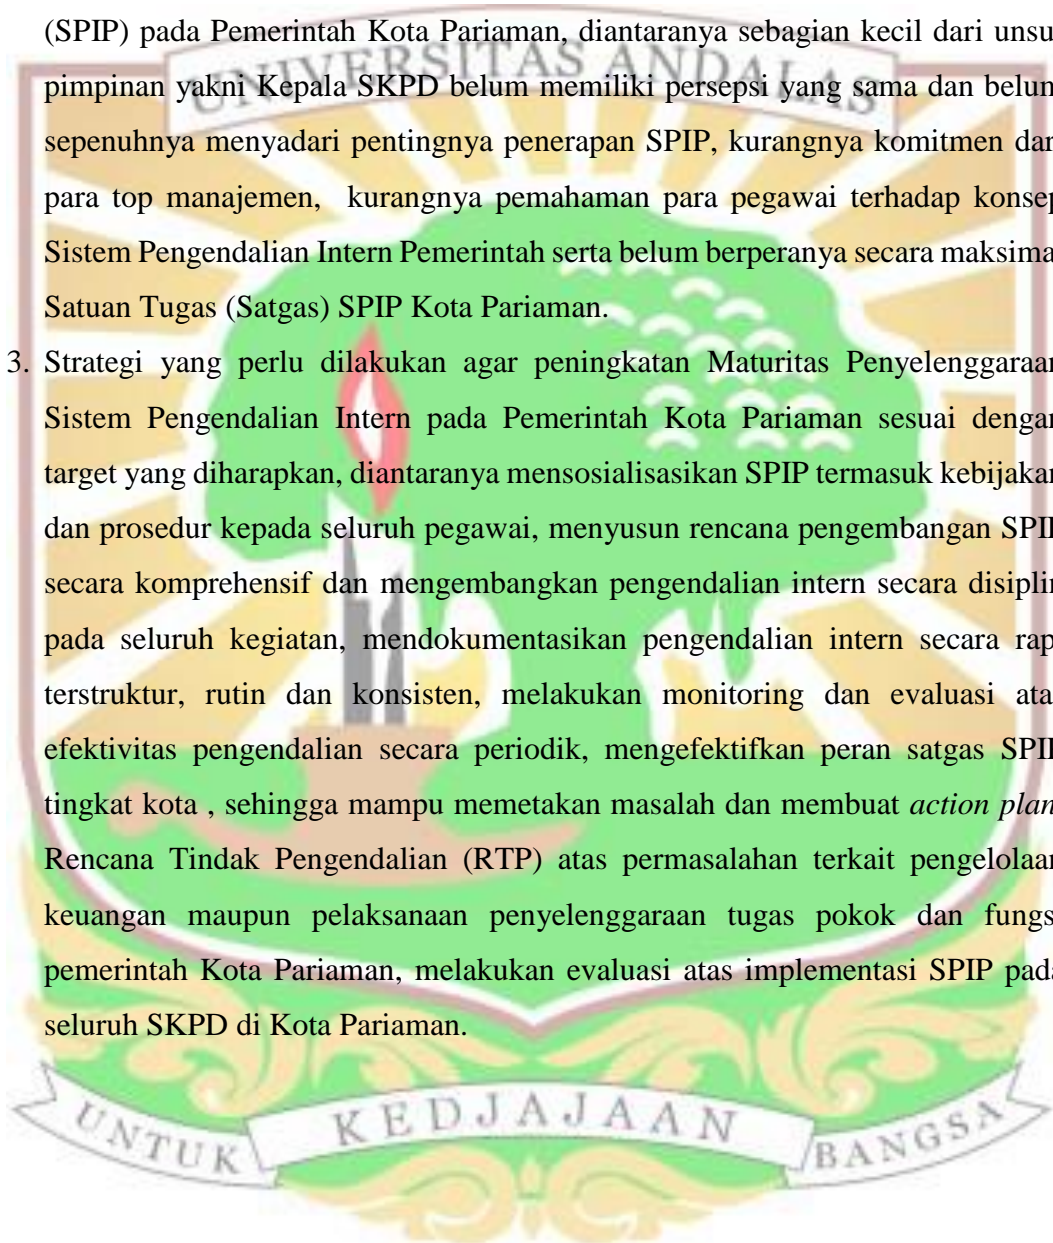 UNIVERSITAS ANDALAS
(SPIP) pada Pemerintah Kota Pariaman, diantaranya sebagian kecil dari unsu
pimpinan yakni Kepala SKPD belum memiliki persepsi yang sama dan belun
sepenuhnya menyadari pentingnya penerapan SPIP, kurangnya komitmen dar
para top manajemen, kurangnya pemahaman para pegawai terhadap konsep
Sistem Pengendalian Intern Pemerintah serta belum berperanya secara maksima
Satuan Tugas (Satgas) SPIP Kota Pariaman.
3. Strategi yang perlu dilakukan agar peningkatan Maturitas Penyelenggaraan
Sistem Pengendalian Intern pada Pemerintah Kota Pariaman sesuai dengan
target yang diharapkan, diantaranya mensosialisasikan SPIP termasuk kebijakan
dan prosedur kepada seluruh pegawai, menyusun rencana pengembangan SPIP
secara komprehensif dan mengembangkan pengendalian intern secara disiplin
pada seluruh kegiatan, mendokumentasikan pengendalian intern secara rap
terstruktur, rutin dan konsisten, melakukan monitoring dan evaluasi ata
efektivitas pengendalian secara periodik, mengefektifkan peran satgas SPIP
tingkat kota , sehingga mampu memetakan masalah dan membuat action plan
Rencana Tindak Pengendalian (RTP) atas permasalahan terkait pengelolaan
keuangan maupun pelaksanaan penyelenggaraan tugas pokok dan fungs
pemerintah Kota Pariaman, melakukan evaluasi atas implementasi SPIP pada
seluruh SKPD di Kota Pariaman.
UNTUK KEDJAJAAN BANGSA